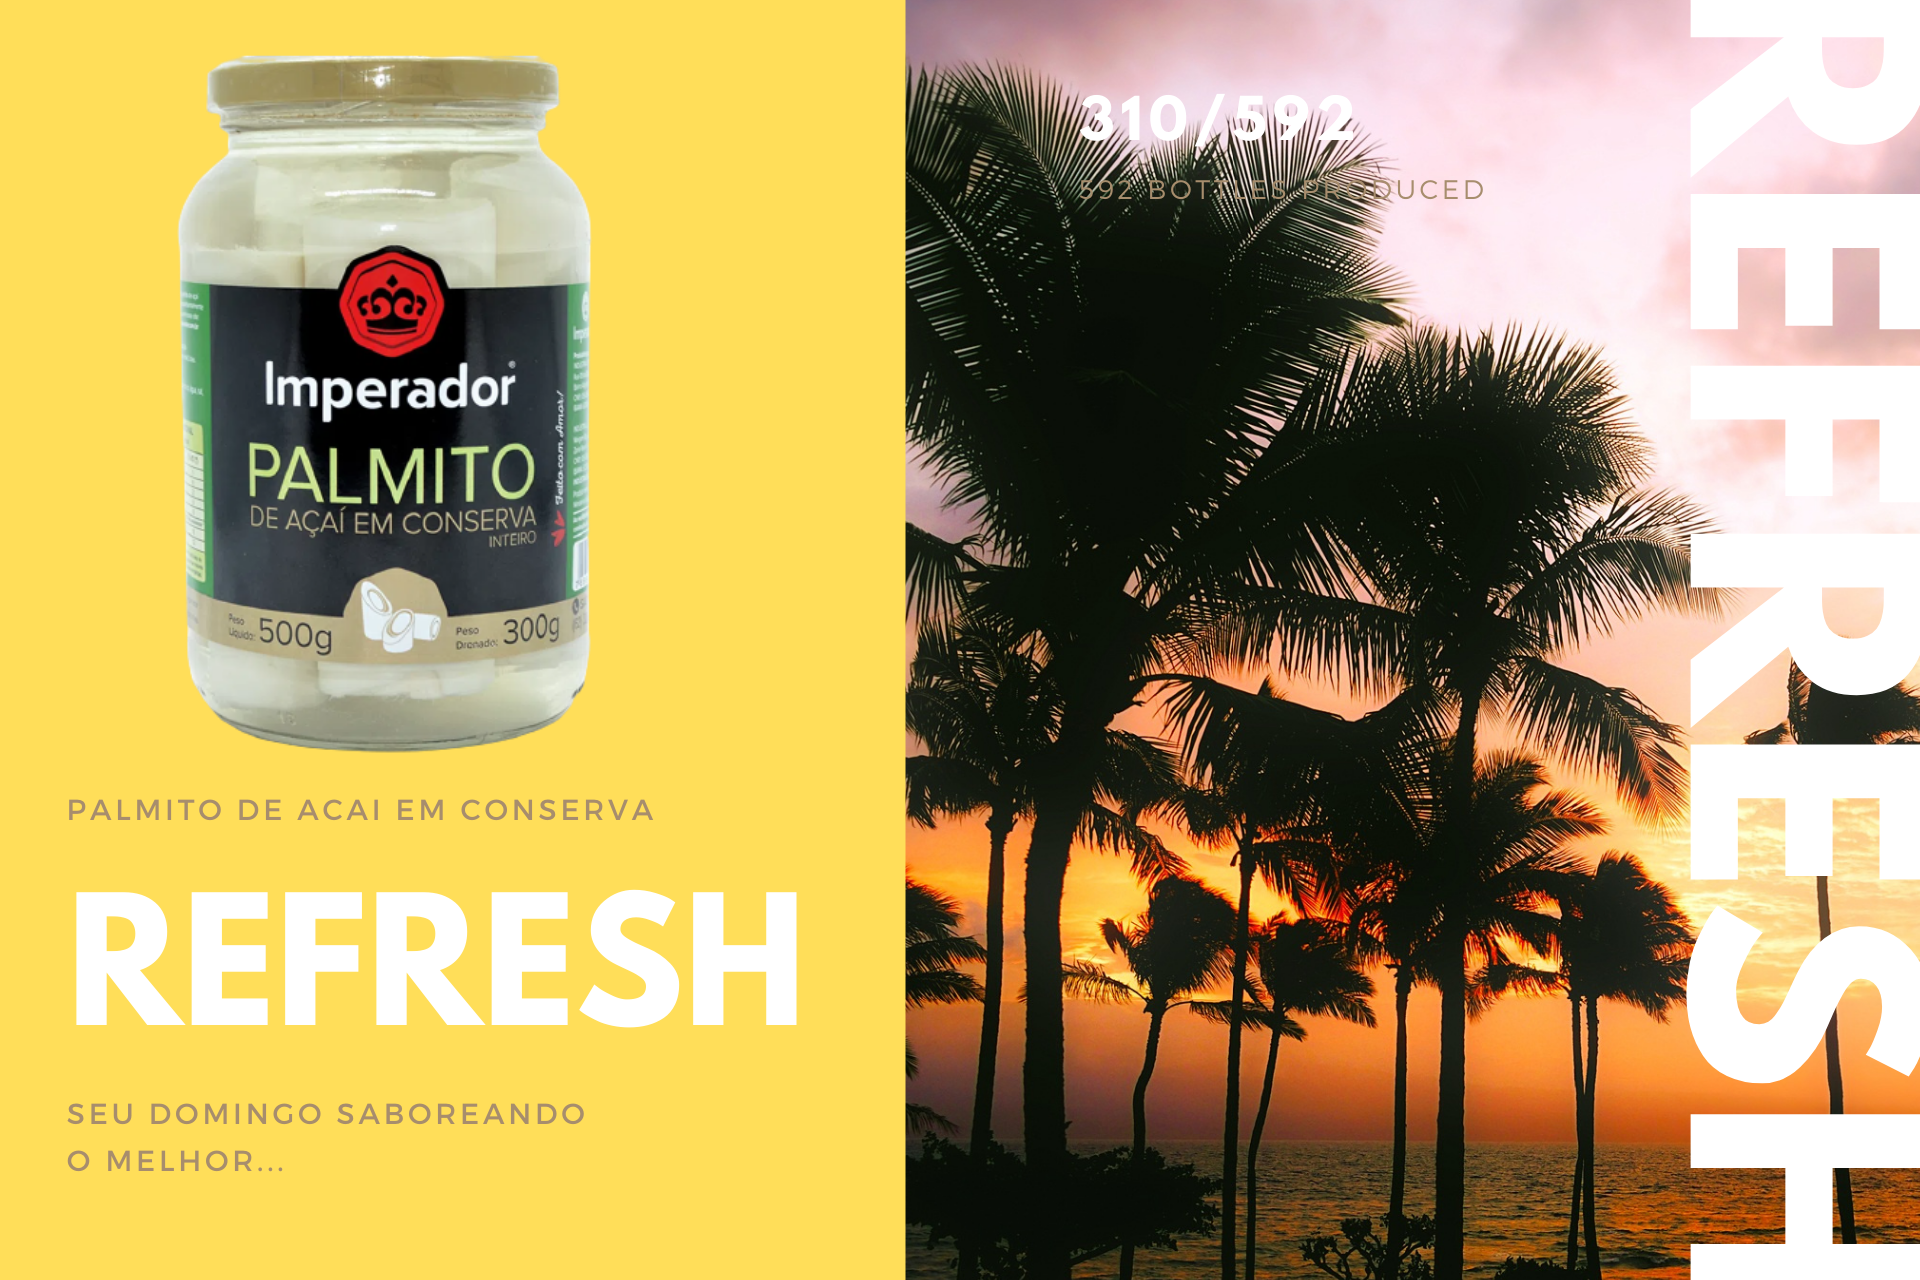 Imperador®
PALMITO
DE AÇAÍ EM CONSERVA
INTEIRO
Feito com Amor!
Peso
Líquido: 500g
Peso
Drenado: 300g
PALMITO DE ACAI EM CONSERVA
REFRESH
SEU DOMINGO SABOREANDO
O MELHOR...
310/592
592 BOTTLES PRODUCED
REFRESH